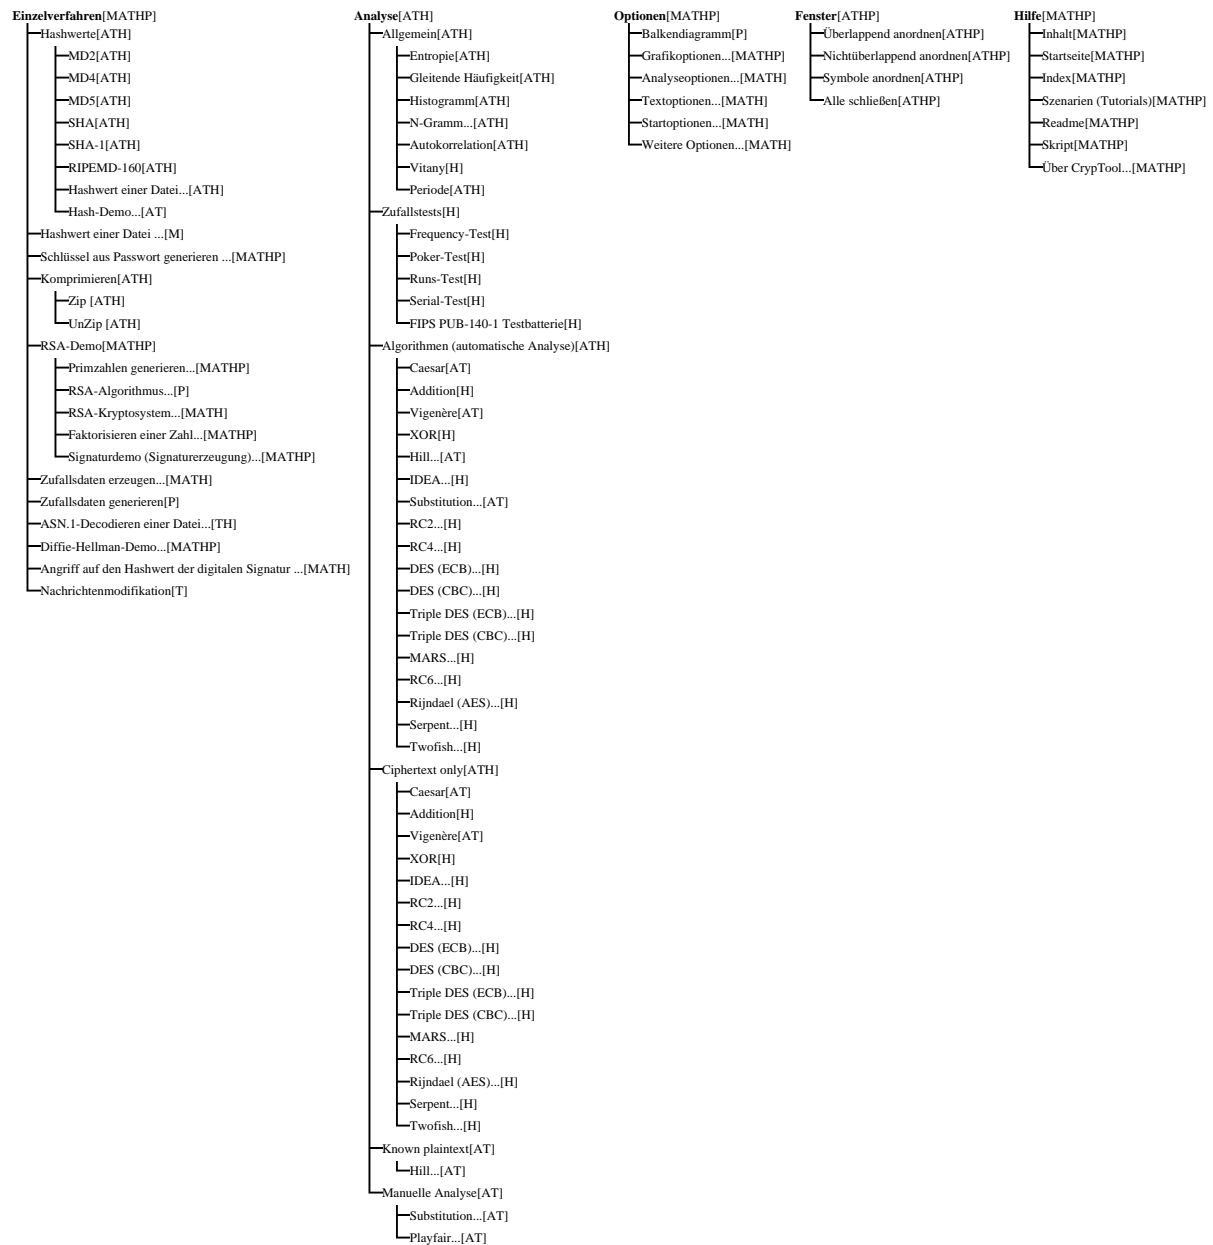 Einzelverfahren[MATHP]
Hashwerte[ATH]
MD2[ATH]
MD4[ATH]
MD5[ATH]
SHA[ATH]
SHA-1[ATH]
RIPEMD-160[ATH]
Hashwert einer Datei...[ATH]
Hash-Demo...[AT]
Hashwert einer Datei ...[M]
Schlüssel aus Passwort generieren ...[MATHP]
Komprimieren[ATH]
Zip [ATH]
UnZip [ATH]
RSA-Demo[MATHP]
Primzahlen generieren...[MATHP]
RSA-Algorithmus...[P]
RSA-Kryptosystem...[MATH]
Faktorisieren einer Zahl...[MATHP]
Signaturdemo (Signaturerzeugung)...[MATHP]
Zufallsdaten erzeugen...[MATH]
Zufallsdaten generieren[P]
ASN.1-Decodieren einer Datei...[TH]
Diffie-Hellman-Demo...[MATHP]
Angriff auf den Hashwert der digitalen Signatur ...[MATH]
Nachrichtenmodifikation[T]
Analyse[ATH]
Allgemein[ATH]
Entropie[ATH]
Gleitende Häufigkeit[ATH]
Histogramm[ATH]
N-Gramm...[ATH]
Autokorrelation[ATH]
Vitany[H]
Periode[ATH]
Zufallstests[H]
Frequency-Test[H]
Poker-Test[H]
Runs-Test[H]
Serial-Test[H]
FIPS PUB-140-1 Testbatterie[H]
Algorithmen (automatische Analyse)[ATH]
Caesar[AT]
Addition[H]
Vigenère[AT]
XOR[H]
Hill...[AT]
IDEA...[H]
Substitution...[AT]
RC2...[H]
RC4...[H]
DES (ECB)...[H]
DES (CBC)...[H]
Triple DES (ECB)...[H]
Triple DES (CBC)...[H]
MARS...[H]
RC6...[H]
Rijndael (AES)...[H]
Serpent...[H]
Twofish...[H]
Ciphertext only[ATH]
Caesar[AT]
Addition[H]
Vigenère[AT]
XOR[H]
IDEA...[H]
RC2...[H]
RC4...[H]
DES (ECB)...[H]
DES (CBC)...[H]
Triple DES (ECB)...[H]
Triple DES (CBC)...[H]
MARS...[H]
RC6...[H]
Rijndael (AES)...[H]
Serpent...[H]
Twofish...[H]
Known plaintext[AT]
Hill...[AT]
Manuelle Analyse[AT]
Substitution...[AT]
Playfair...[AT]
Optionen[MATHP]
Balkendiagramm[P]
Grafikoptionen...[MATHP]
Analyseoptionen...[MATH]
Textoptionen...[MATH]
Startoptionen...[MATH]
Weitere Optionen...[MATH]
Fenster[ATHP]
Überlappend anordnen[ATHP]
Nichtüberlappend anordnen[ATHP]
Symbole anordnen[ATHP]
Alle schließen[ATHP]
Hilfe[MATHP]
Inhalt[MATHP]
Startseite[MATHP]
Index[MATHP]
Szenarien (Tutorials)[MATHP]
Readme[MATHP]
Skript[MATHP]
Über CrypTool...[MATHP]